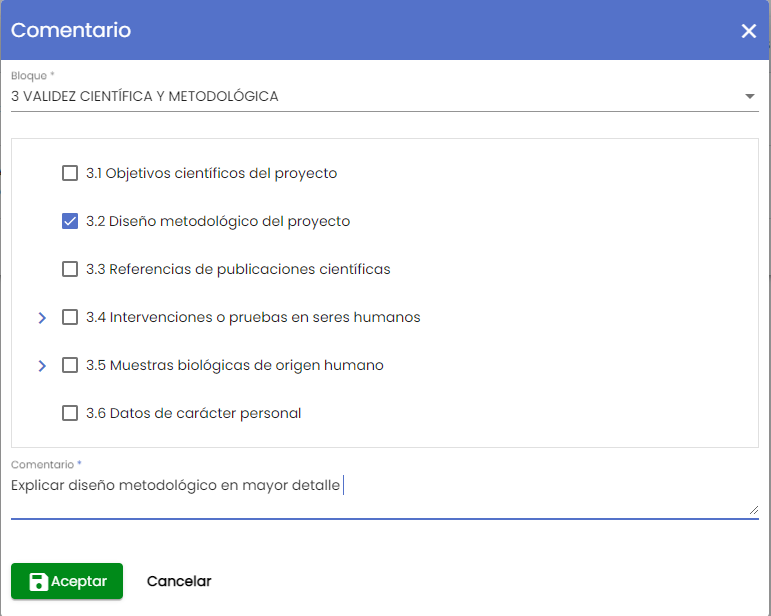 Comentario
Bloque *
3 VALIDEZ CIENTÍFICA Y METODOLÓGICA
3.1 Objetivos científicos del proyecto
3.2 Diseño metodológico del proyecto
3.3 Referencias de publicaciones científicas
3.4 Intervenciones o pruebas en seres humanos
3.5 Muestras biológicas de origen humano
3.6 Datos de carácter personal
Comentario *
Explicar diseño metodológico en mayor detalle
Aceptar Cancelar